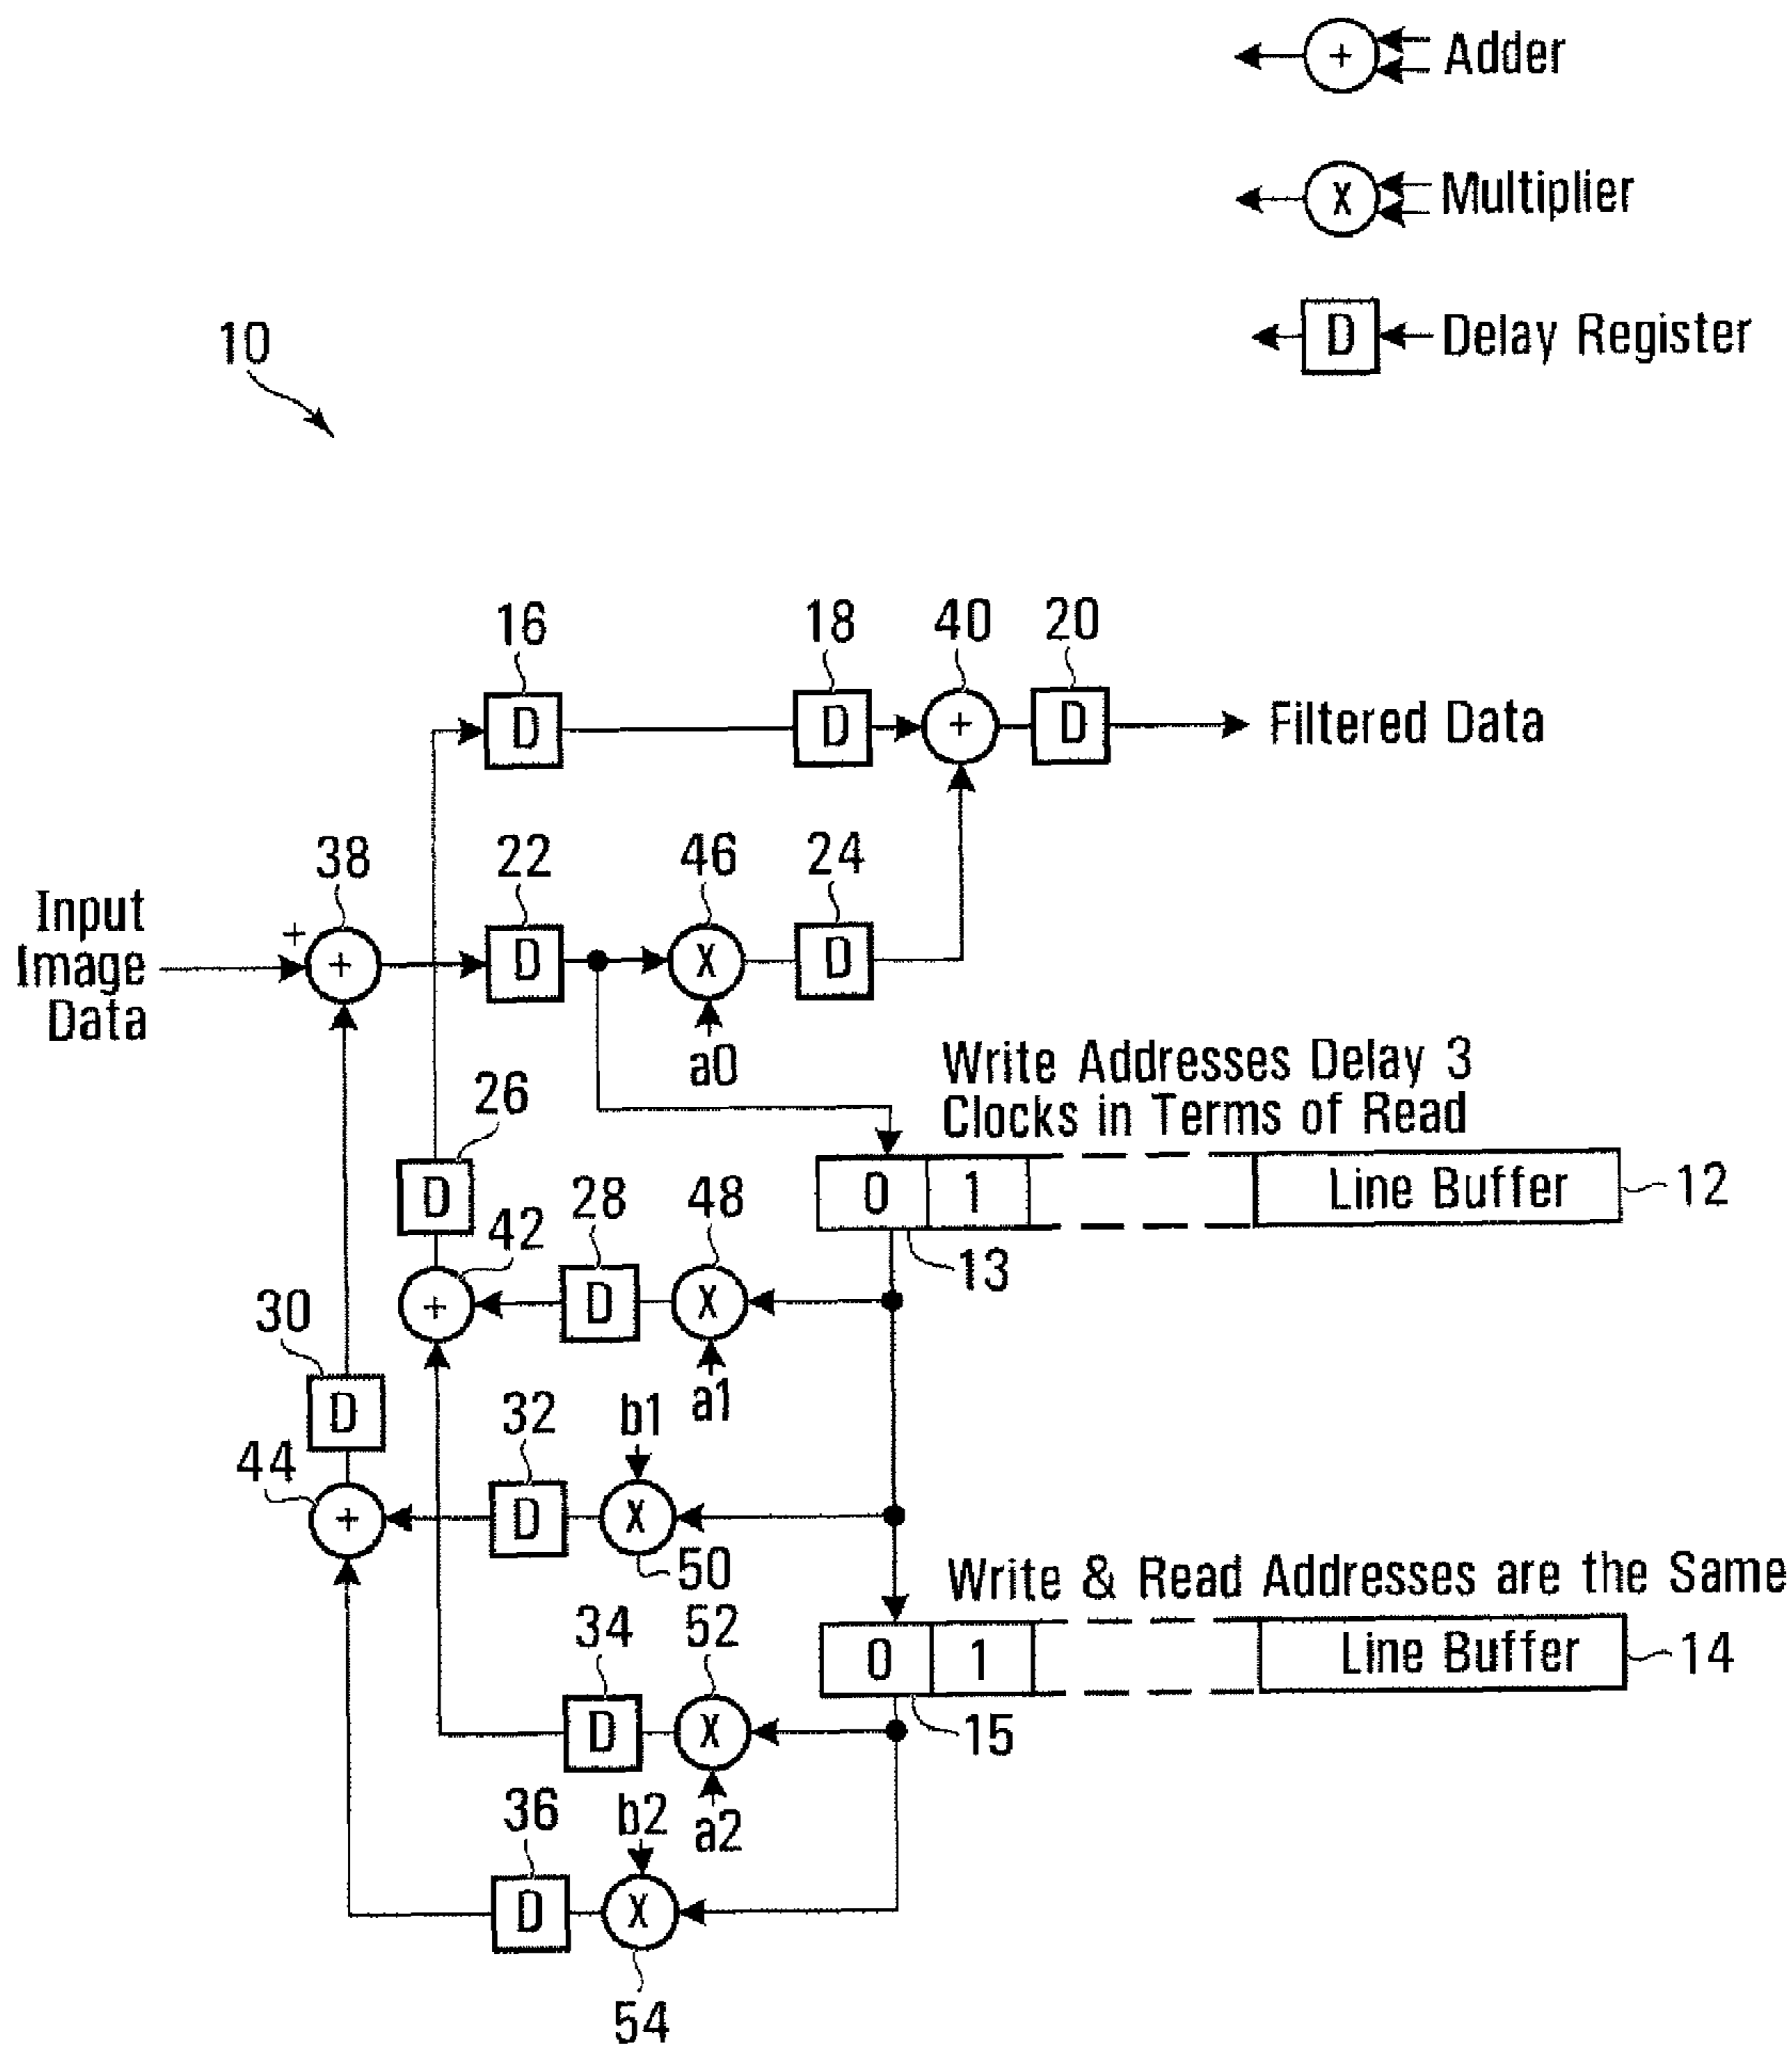 + Adder
X Multiplier
D Delay Register
10
16 18 40 20
D D + D Filtered Data
38 22 46 24
Input
Image
Data
+
+ D X D
a0
Write Addresses Delay 3
Clocks in Terms of Read
26
D
28 48
0 1 Line Buffer 12
42
13
+ D X
30
a1
D
32 b1
44
+ D X
50
Write & Read Addresses are the Same
34 52
0 1 Line Buffer 14
D X
15
36 b2 a2
D X
54